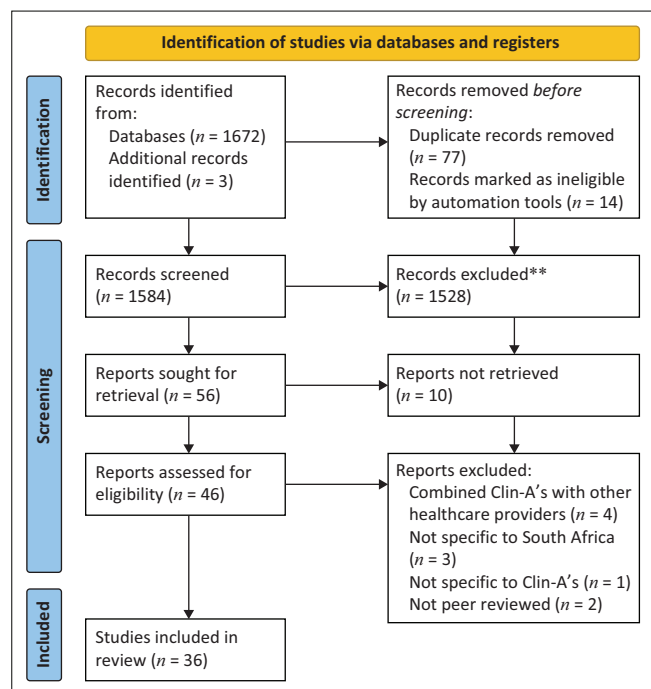 Identification of studies via databases and registers
Identification
Records identified
from:
Databases (n = 1672)
Additional records
identified (n = 3)
Records removed before
screening:
Duplicate records removed
(n = 77)
Records marked as ineligible
by automation tools (n = 14)
Screening
Records screened
(n = 1584)
Records excluded**
(n = 1528)
Reports sought for
retrieval (n = 56)
Reports not retrieved
(n = 10)
Reports assessed for
eligibility (n = 46)
Reports excluded:
Combined Clin-A's with other
healthcare providers (n = 4)
Not specific to South Africa
(n = 3)
Not specific to Clin-A's (n = 1)
Not peer reviewed (n = 2)
Included
Studies included in
review (n = 36)